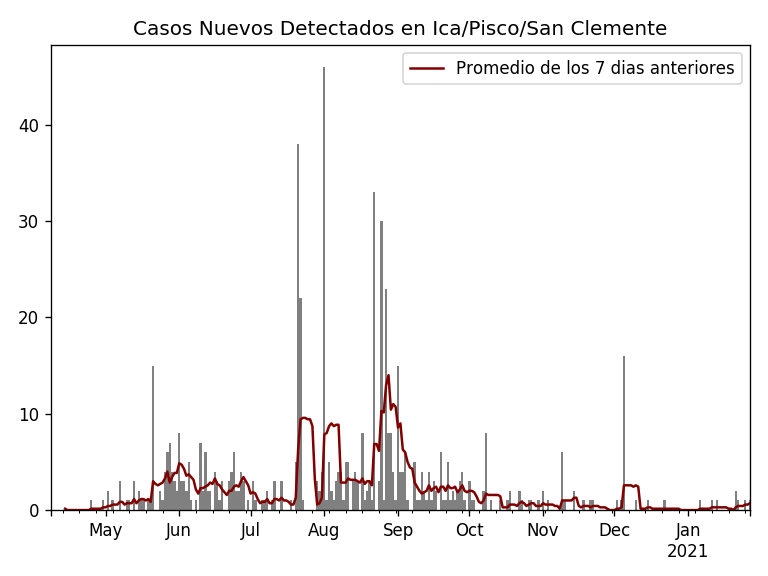 Casos Nuevos Detectados en Ica/Pisco/San Clemente
Promedio de los 7 dias anteriores
40
30
20
10
0
May Jun Jul Aug Sep Oct Nov Dec Jan
2021